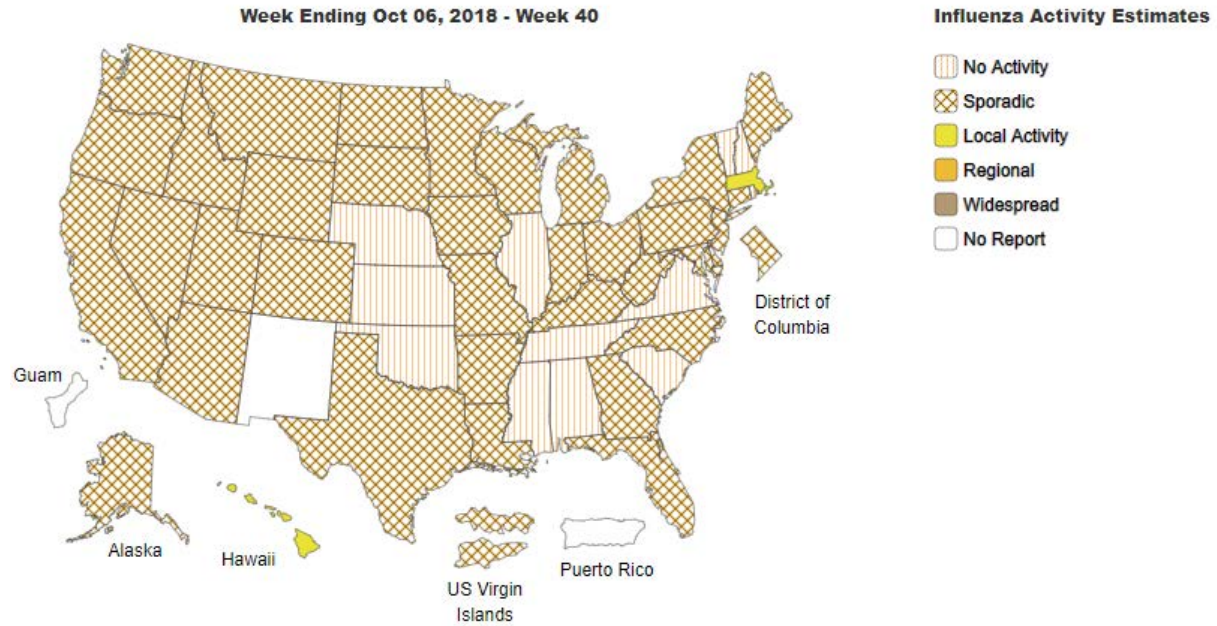 Week Ending Oct 06, 2018 - Week 40
Influenza Activity Estimates
No Activity
Sporadic
Local Activity
Regional
Widespread
No Report
District of
Columbia
Guam
Alaska
Hawaii
US Virgin
Islands
Puerto Rico